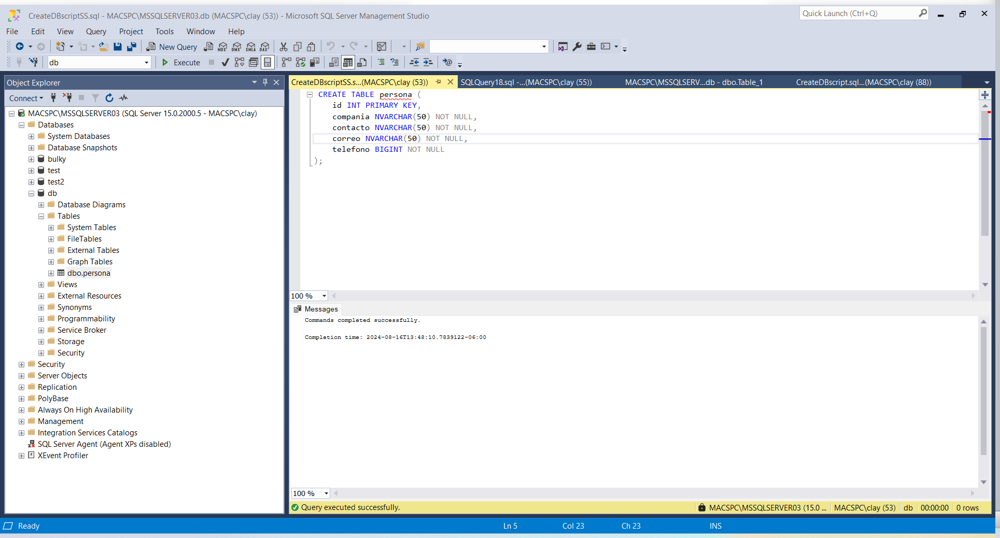 CreateDBscriptSS.sql - MACSPC\MSSQLSERVER03.db (MACSPC\clay (53)) - Microsoft SQL Server Management Studio
Quick Launch (Ctrl+Q)
File Edit View Query Project Tools Window Help
New Query MDX DMX XMLA DAX
db Execute
Object Explorer
Connect
MACSPC\MSSQLSERVER03 (SQL Server 15.0.2000.5 - MACSPC\clay)
Databases
System Databases
Database Snapshots
bulky
test
test2
db
Database Diagrams
Tables
System Tables
FileTables
External Tables
Graph Tables
dbo.persona
Views
External Resources
Synonyms
Programmability
Service Broker
Storage
Security
Security
Server Objects
Replication
PolyBase
Always On High Availability
Management
Integration Services Catalogs
SQL Server Agent (Agent XPs disabled)
XEvent Profiler
CreateDBscriptSS.s...(MACSPC\clay (53)) SQLQuery18.sql -...(MACSPC\clay (55)) MACSPC\MSSQLSERV...db - dbo.Table_1 CreateDBscript.sql...(MACSPC\clay (88))
CREATE TABLE persona (
id INT PRIMARY KEY,
compania NVARCHAR(50) NOT NULL,
contacto NVARCHAR(50) NOT NULL,
correo NVARCHAR(50) NOT NULL,
telefono BIGINT NOT NULL
);
100 %
Messages
Commands completed successfully.
Completion time: 2024-08-16T13:48:10.7839122-06:00
100 %
Query executed successfully. MACSPC\MSSQLSERVER03 (15.0 ... MACSPC\clay (53) db 00:00:00 0 rows
Ready Ln 5 Col 23 Ch 23 INS